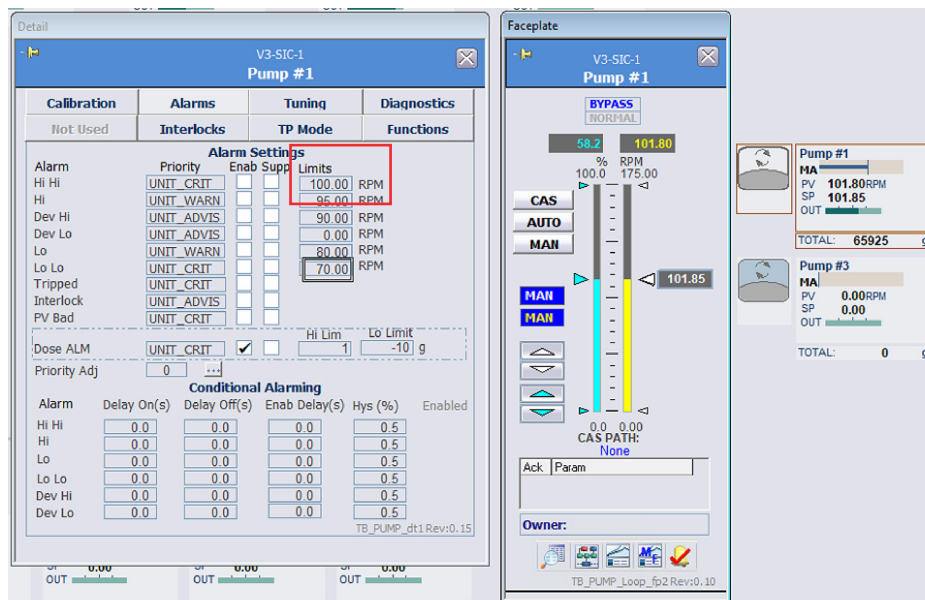 Detail
V3-SIC-1
Pump #1
Calibration Alarms Tuning Diagnostics
Not Used Interlocks TP Mode Functions
Alarm Settings
Alarm Priority Enab Supp Limits
Hi Hi UNIT_CRIT 100.00 RPM
Hi UNIT_WARN 95.00 RPM
Dev Hi UNIT_ADVIS 90.00 RPM
Dev Lo UNIT_ADVIS 0.00 RPM
Lo UNIT_WARN 80.00 RPM
Lo Lo UNIT_CRIT 70.00 RPM
Tripped UNIT_CRIT
Interlock UNIT_ADVIS
PV Bad UNIT_CRIT
Hi Lim Lo Limit
Dose ALM UNIT_CRIT 1 -10 g
Priority Adj 0 ...
Conditional Alarming
Alarm Delay On(s) Delay Off(s) Enab Delay(s) Hys (%) Enabled
Hi Hi 0.0 0.0 0.0 0.5
Hi 0.0 0.0 0.0 0.5
Lo 0.0 0.0 0.0 0.5
Lo Lo 0.0 0.0 0.0 0.5
Dev Hi 0.0 0.0 0.0 0.5
Dev Lo 0.0 0.0 0.0 0.5
TB_PUMP_dt1 Rev:0.15
OUT OUT OUT
Faceplate
V3-SIC-1
Pump #1
BYPASS
NORMAL
58.2 101.80
% RPM
100.0 175.00
CAS
AUTO
MAN
101.85
MAN
MAN
0.0 0.00
CAS PATH:
None
Ack Param
Owner:
TB_PUMP_Loop_fp2 Rev:0.10
Pump #1
MA
PV 101.80RPM
SP 101.85
OUT
TOTAL: 65925 g
Pump #3
MA
PV 0.00RPM
SP 0.00
OUT
TOTAL: 0 g